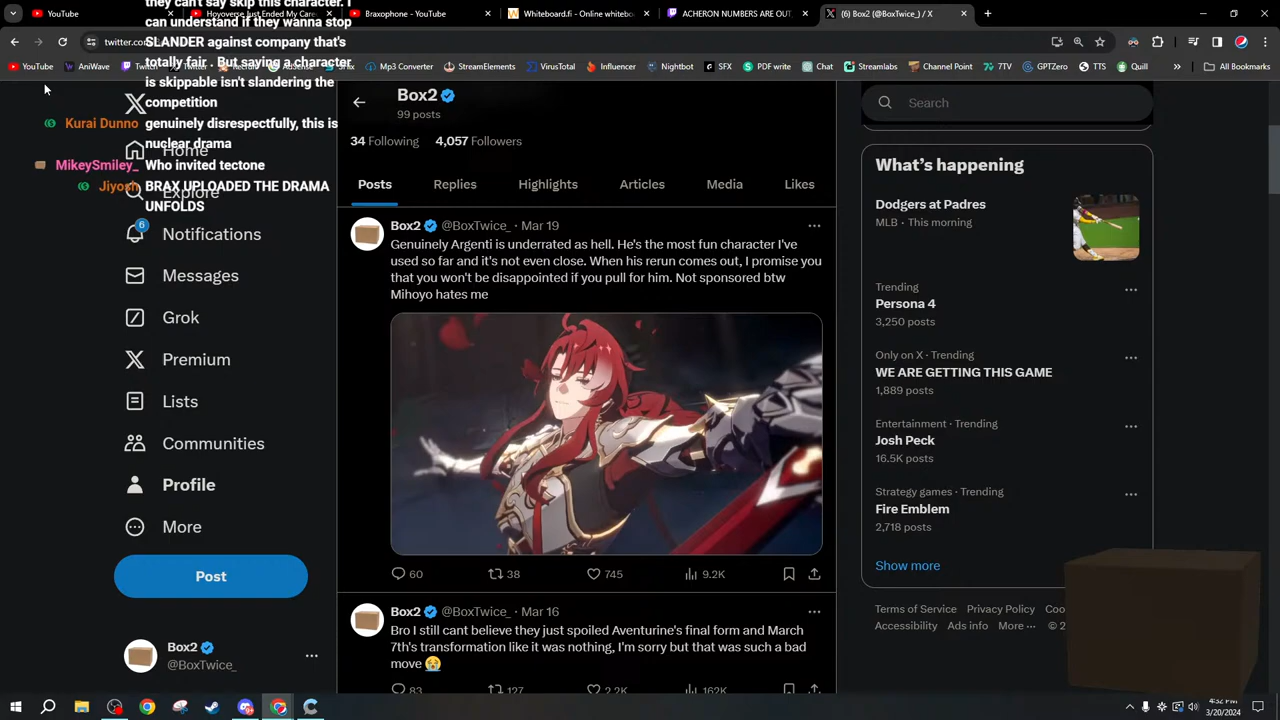 YouTube
Hoyoverse Just Ended My Caree
Braxophone - YouTube
Whiteboard.fi - Online whitebo
ACHERON NUMBERS ARE OUT,
(6) Box2 (@BoxTwice_) / X
twitter.com
YouTube
AniWave
Twitch
Twitter
MP3 Converter
StreamElements
VirusTotal
Influencer
Nightbot
SFX
PDF write
Channel Point
7TV
GPTZero
TTS
Quill
Chat
Streamlabs
All Bookmarks
they can't say skip this character. I
can understand if they wanna stop
SLANDER against company that's
totally fair . But saying a character
is skippable isn't slandering the
competition
Kurai Dunno genuinely disrespectfully, this is
nuclear drama
MikeySmiley_ Who invited tectone
Jiyosh BRAX UPLOADED THE DRAMA
UNFOLDS
Home
Explore
6
Notifications
Messages
Grok
Premium
Lists
Communities
Profile
More
Post
Box2
@BoxTwice_
Box2
99 posts
34 Following 4,057 Followers
Posts Replies Highlights Articles Media Likes
Box2 @BoxTwice_ · Mar 19
Genuinely Argenti is underrated as hell. He's the most fun character I've
used so far and it's not even close. When his rerun comes out, I promise you
that you won't be disappointed if you pull for him. Not sponsored btw
Mihoyo hates me
60 38 745 9.2K
Box2 @BoxTwice_ · Mar 16
Bro I still cant believe they just spoiled Aventurine's final form and March
7th's transformation like it was nothing, I'm sorry but that was such a bad
move 😭
83 127 2.2K 162K
Search
What's happening
Dodgers at Padres
MLB · This morning
Trending
Persona 4
3,250 posts
Only on X · Trending
WE ARE GETTING THIS GAME
1,889 posts
Entertainment · Trending
Josh Peck
16.5K posts
Strategy games · Trending
Fire Emblem
2,718 posts
Show more
Terms of Service Privacy Policy Coo
Accessibility Ads info More ··· © 2
4:32 PM
3/20/2024